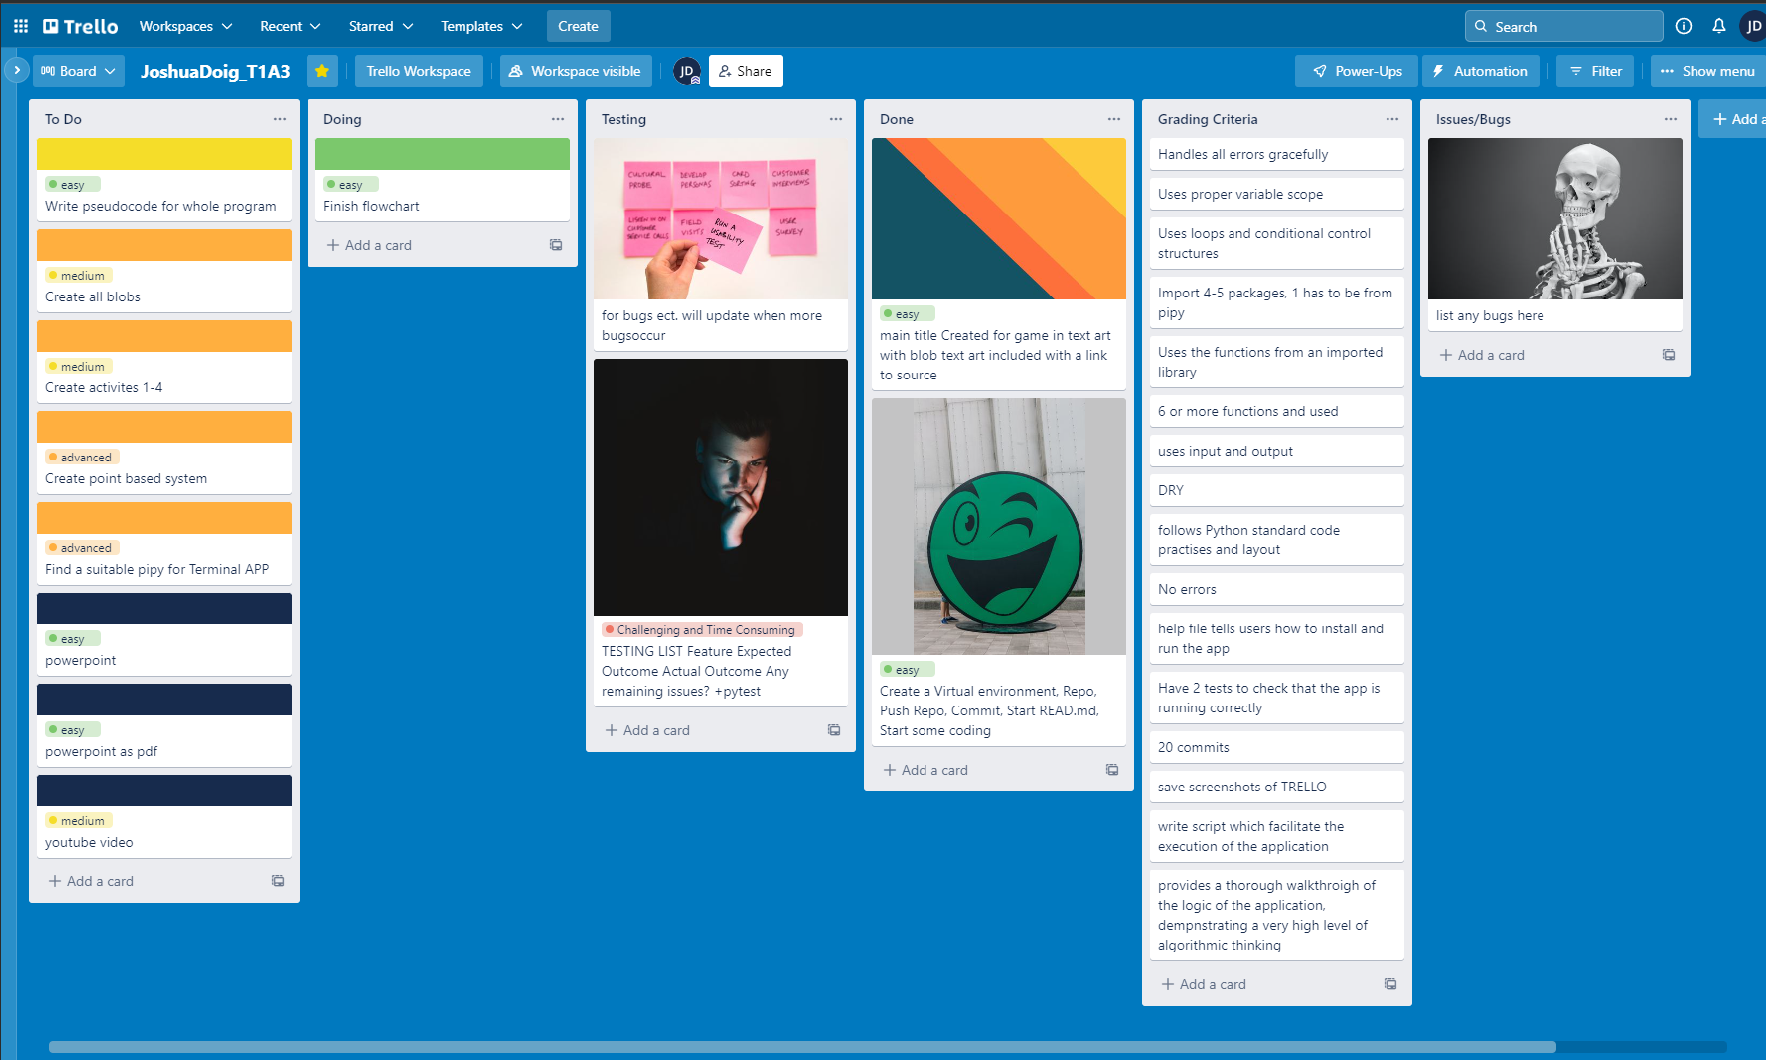 Trello
Workspaces
Recent
Starred
Templates
Create
Search
JD
Board
JoshuaDoig_T1A3
Trello Workspace
Workspace visible
JD
Share
Power-Ups
Automation
Filter
Show menu
To Do
easy
Write pseudocode for whole program
medium
Create all blobs
medium
Create activites 1-4
advanced
Create point based system
advanced
Find a suitable pipy for Terminal APP
easy
powerpoint
easy
powerpoint as pdf
medium
youtube video
Add a card
Doing
easy
Finish flowchart
Add a card
Testing
CULTURAL PROBE
DEVELOP PERSONAS
CARD SORTING
CUSTOMER INTERVIEWS
LISTEN IN ON CUSTOMER SERVICE CALLS
FIELD VISITS
RUN A USABILITY TEST
USER SURVEY
for bugs ect. will update when more
bugsoccur
Challenging and Time Consuming
TESTING LIST Feature Expected
Outcome Actual Outcome Any
remaining issues? +pytest
Add a card
Done
easy
main title Created for game in text art
with blob text art included with a link
to source
easy
Create a Virtual environment, Repo,
Push Repo, Commit, Start READ.md,
Start some coding
Add a card
Grading Criteria
Handles all errors gracefully
Uses proper variable scope
Uses loops and conditional control
structures
Import 4-5 packages, 1 has to be from
pipy
Uses the functions from an imported
library
6 or more functions and used
uses input and output
DRY
follows Python standard code
practises and layout
No errors
help file tells users how to install and
run the app
Have 2 tests to check that the app is
running correctly
20 commits
save screenshots of TRELLO
write script which facilitate the
execution of the application
provides a thorough walkthroigh of
the logic of the application,
dempnstrating a very high level of
algorithmic thinking
Add a card
Issues/Bugs
list any bugs here
Add a card
Add a